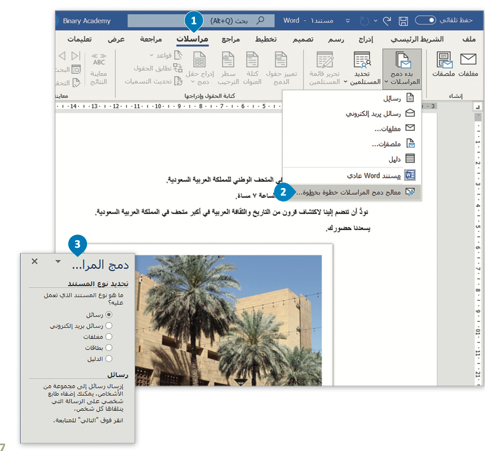 حفظ تلقائي
مستند١ - Word
بحث (Alt+Q)
Binary Academy
1
ملف
الشريط الرئيسي
إدراج
رسم
تصميم
تخطيط
مراجع
مراسلات
مراجعة
عرض
تعليمات
مغلفات
ملصقات
إنشاء
بدء دمج
المراسلات
تحديد
المستلمين
تحرير قائمة
المستلمين
تمييز حقول
الدمج
كتلة
العنوان
سطر
الترحيب
إدراج حقل
دمج
قواعد
تطابق الحقول
تحديث التسميات
كتابة الحقول وإدراجها
ABC
معاينة
النتائج
رسائل
رسائل بريد إلكتروني
مغلفات...
ملصقات...
دليل
مستند Word عادي
معالج دمج المراسلات خطوة بخطوة...
2
في المتحف الوطني للمملكة العربية السعودية.
ساعة ٧ مساءً.
نودُّ أن تنضم إلينا لاكتشاف قرون من التاريخ والثقافة العربية في أكبر متحف في المملكة العربية السعودية.
يسعدنا حضورك.
3
دمج المرا...
تحديد نوع المستند
ما هو نوع المستند الذي تعمل
عليه؟
رسائل
رسائل بريد إلكتروني
مغلفات
بطاقات
الدليل
رسائل
إرسال رسائل إلى مجموعة من
الأشخاص. يمكنك إضفاء طابع
شخصي على الرسالة التي
يتلقاها كل شخص.
انقر فوق "التالي" للمتابعة.
7